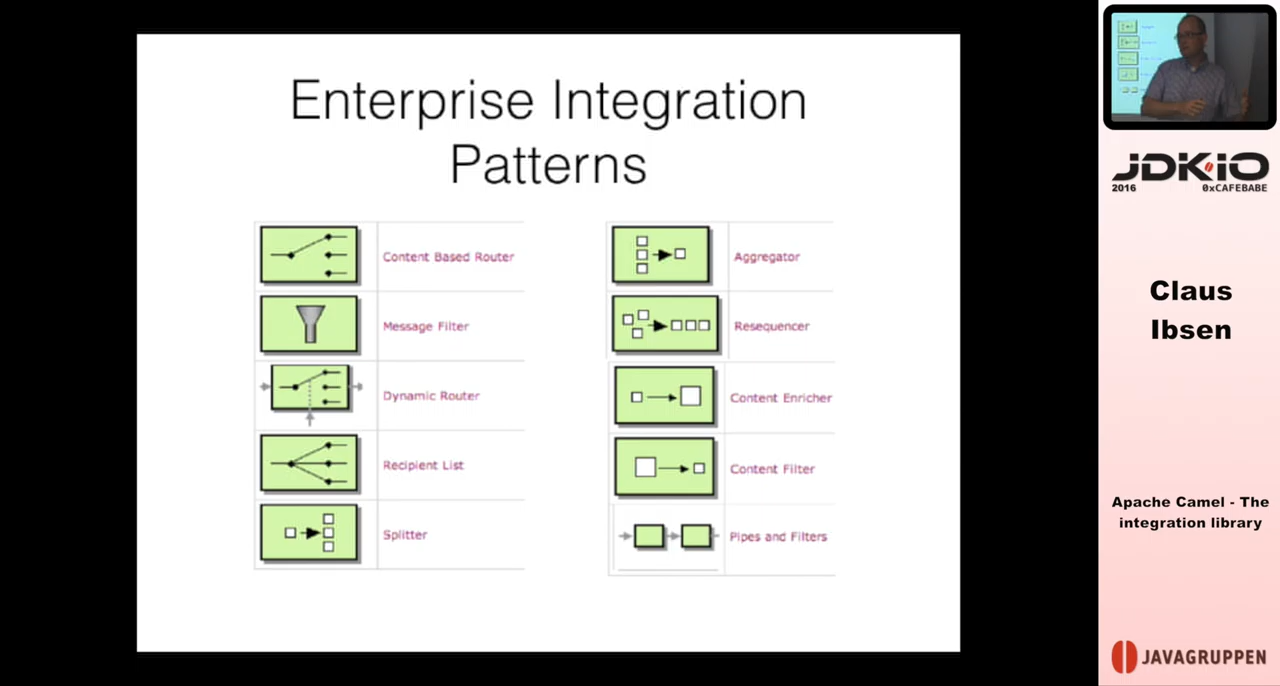 Enterprise Integration
Patterns
Content Based Router
Message Filter
Dynamic Router
Recipient List
Splitter
Aggregator
Resequencer
Content Enricher
Content Filter
Pipes and Filters
JDK.IO
2016 0xCAFEBABE
Claus
Ibsen
Apache Camel - The
integration library
JAVAGRUPPEN